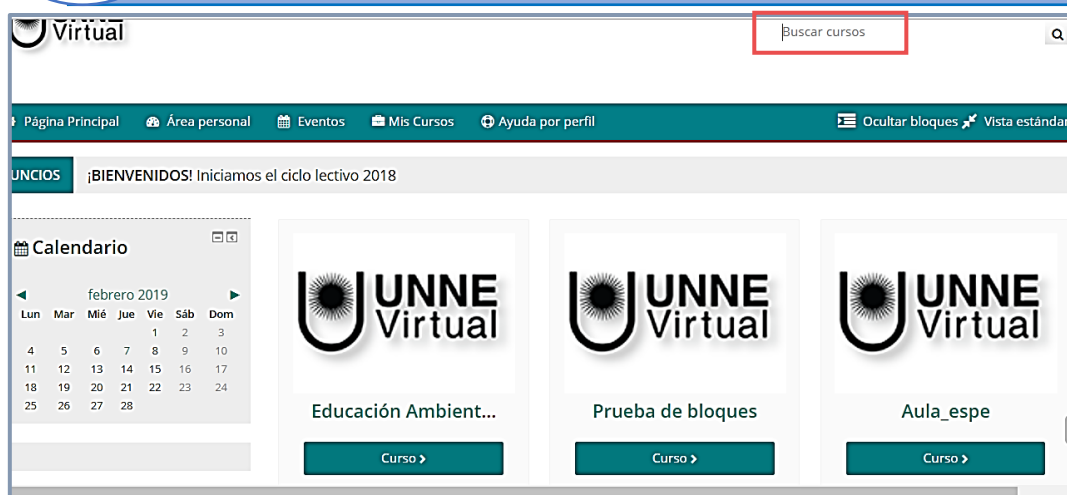 UNNE
Virtual
Buscar cursos
Página Principal Área personal Eventos Mis Cursos Ayuda por perfil Ocultar bloques Vista estándar
UNCIOS ¡BIENVENIDOS! Iniciamos el ciclo lectivo 2018
Calendario
febrero 2019
Lun Mar Mié Jue Vie Sáb Dom
1 2 3
4 5 6 7 8 9 10
11 12 13 14 15 16 17
18 19 20 21 22 23 24
25 26 27 28
UNNE
Virtual
Educación Ambient...
Curso
UNNE
Virtual
Prueba de bloques
Curso
UNNE
Virtual
Aula_espe
Curso